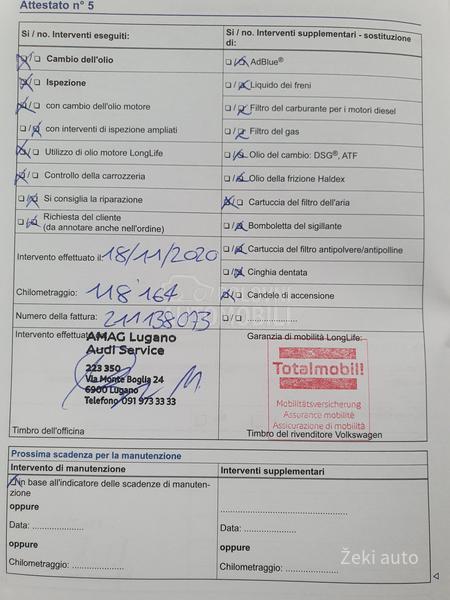 Attestato n° 5
Si / no. Interventi eseguiti:
Si / no. Interventi supplementari - sostituzione di:
Cambio dell'olio
AdBlue®
Ispezione
Liquido dei freni
con cambio dell'olio motore
Filtro del carburante per i motori diesel
con interventi di ispezione ampliati
Filtro del gas
Utilizzo di olio motore LongLife
Olio del cambio: DSG®, ATF
Controllo della carrozzeria
Olio della frizione Haldex
Si consiglia la riparazione
Cartuccia del filtro dell'aria
Richiesta del cliente
(da annotare anche nell'ordine)
Bomboletta del sigillante
Cartuccia del filtro antipolvere/antipolline
Intervento effettuato il: 18/11/2020
Cinghia dentata
Chilometraggio: 118 164
Candele di accensione
Numero della fattura: 211138073
Intervento effettuat
Garanzia di mobilità LongLife:
AMAG Lugano
Audi Service
223 350
Via Monte Boglia 24
6900 Lugano
Telefono 091 973 33 33
Totalmobil!
Mobilitätsversicherung
Assurance mobilité
Assicurazione di mobilità
Timbro dell'officina
Timbro del rivenditore Volkswagen
Prossima scadenza per la manutenzione
Intervento di manutenzione
Interventi supplementari
in base all'indicatore delle scadenze di manuten-
zione
oppure
Data: ....................
Data: ....................
oppure
oppure
Chilometraggio: ....................
Chilometraggio: ....................
Žeki auto